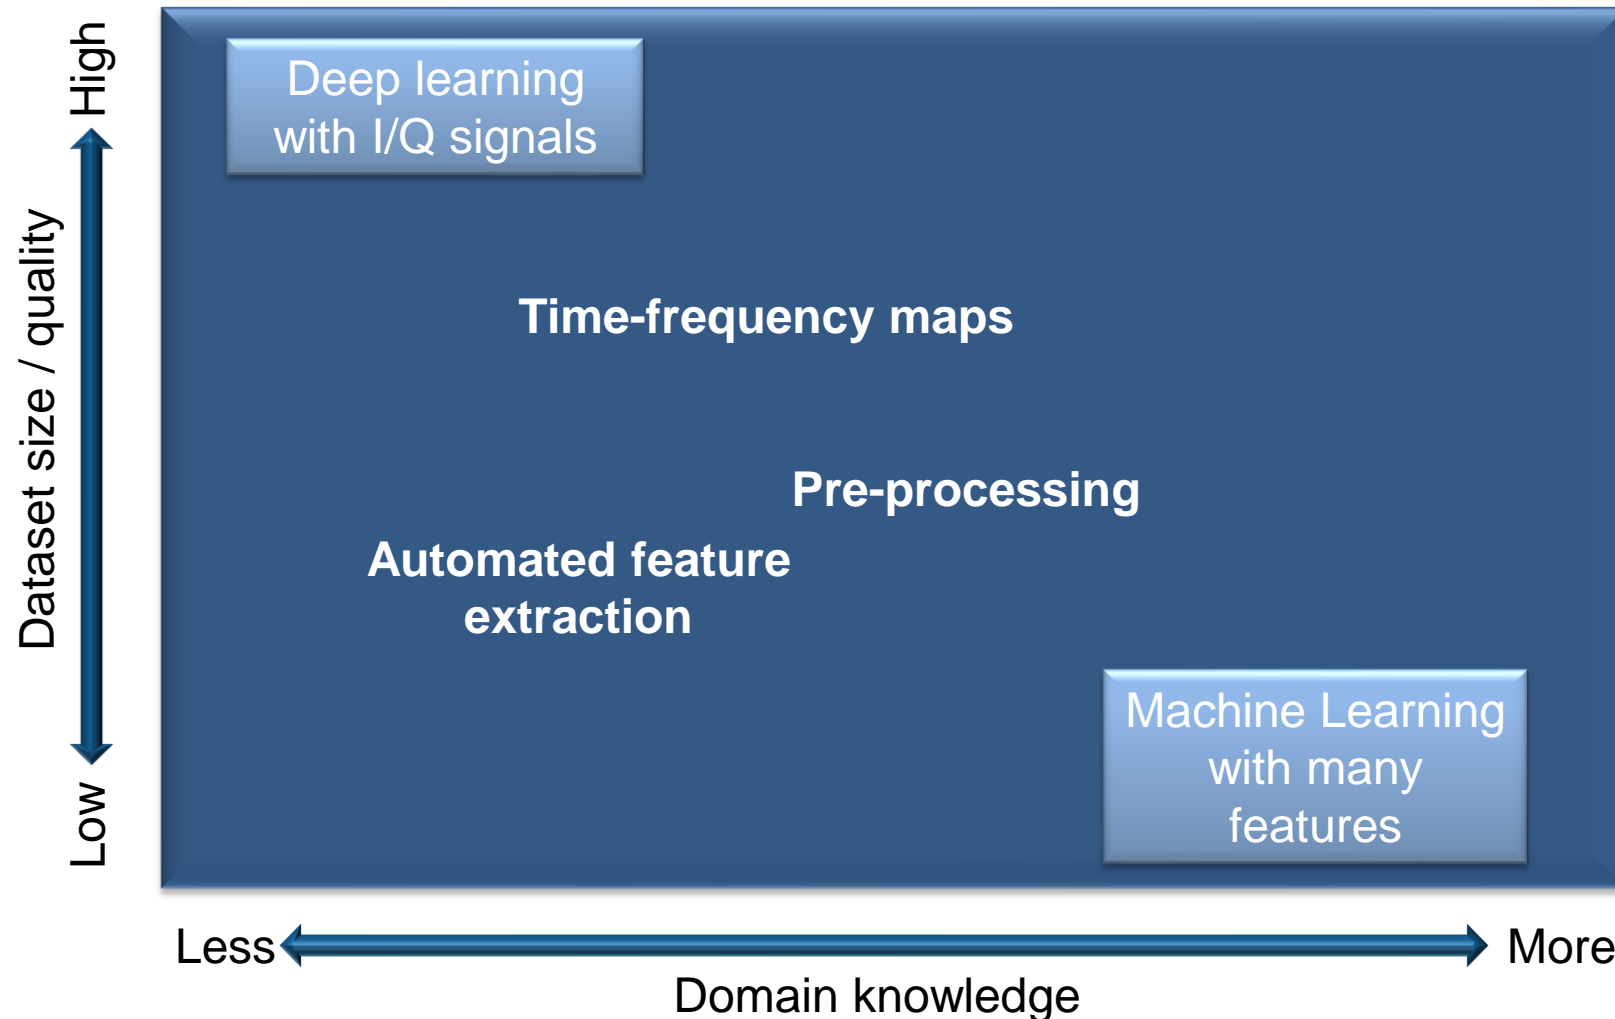 High
Dataset size / quality
Low
Deep learning
with I/Q signals
Time-frequency maps
Pre-processing
Automated feature
extraction
Machine Learning
with many
features
Less
More
Domain knowledge